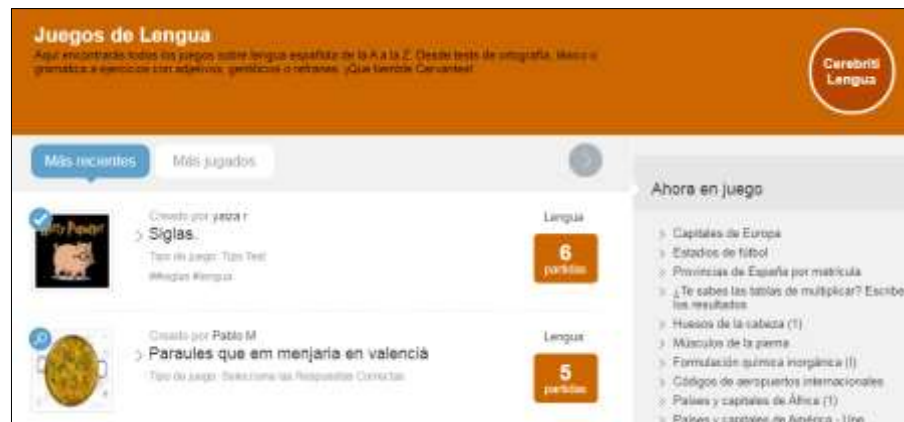 Juegos de Lengua
Aquí encontrarás todos los juegos sobre lengua española de la A a la Z. Desde tests de ortografía, léxico o
gramática a ejercicios con adjetivos, gentilicios o refranes. ¡Que tiemble Cervantes!
Cerebriti
Lengua
Más recientes
Más jugados
Creado por yaiza r
Siglas.
Tipo de juego: Tipo Test
#lengua
Lengua
6
partidas
Creado por Pablo M
Paraules que em menjaria en valencià
Tipo de juego: Selecciona las Respuestas Correctas
Lengua
5
partidas
Ahora en juego
Capitales de Europa
Estadios de fútbol
Provincias de España por matrícula
¿Te sabes las tablas de multiplicar? Escribe
los resultados
Huesos de la cabeza (1)
Músculos de la pierna
Formulación química inorgánica (I)
Códigos de aeropuertos internacionales
Países y capitales de África (1)
Países y capitales de América - Une